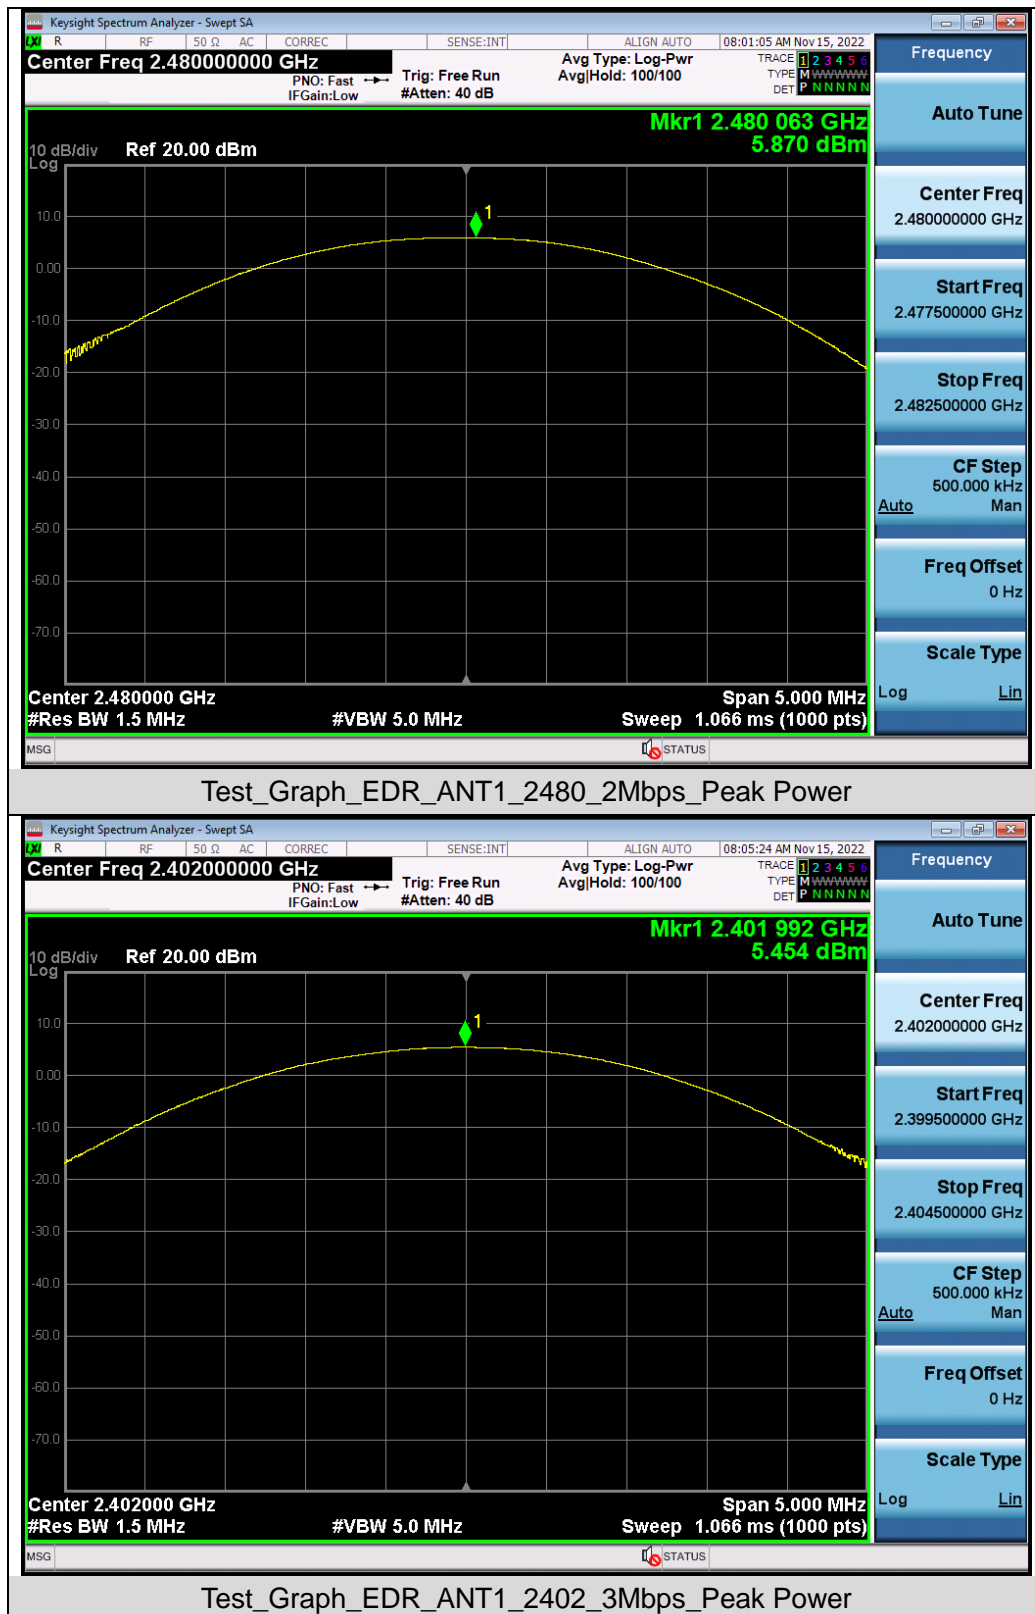 Keysight Spectrum Analyzer - Swept SA
LXI R RF 50 Ω AC CORREC SENSE:INT ALIGN AUTO 08:01:05 AM Nov 15, 2022
Center Freq 2.480000000 GHz
PNO: Fast
IFGain:Low
Trig: Free Run
#Atten: 40 dB
Avg Type: Log-Pwr
Avg|Hold: 100/100
TRACE 1 2 3 4 5 6
TYPE M WWWWW
DET P N N N N N
Mkr1 2.480 063 GHz
5.870 dBm
10 dB/div Ref 20.00 dBm
Log
1
10.0
0.00
-10.0
-20.0
-30.0
-40.0
-50.0
-60.0
-70.0
Center 2.480000 GHz Span 5.000 MHz
#Res BW 1.5 MHz #VBW 5.0 MHz Sweep 1.066 ms (1000 pts)
MSG STATUS
Frequency
Auto Tune
Center Freq
2.480000000 GHz
Start Freq
2.477500000 GHz
Stop Freq
2.482500000 GHz
CF Step
500.000 kHz
Auto Man
Freq Offset
0 Hz
Scale Type
Log Lin
Test_Graph_EDR_ANT1_2480_2Mbps_Peak Power
Keysight Spectrum Analyzer - Swept SA
LXI R RF 50 Ω AC CORREC SENSE:INT ALIGN AUTO 08:05:24 AM Nov 15, 2022
Center Freq 2.402000000 GHz
PNO: Fast
IFGain:Low
Trig: Free Run
#Atten: 40 dB
Avg Type: Log-Pwr
Avg|Hold: 100/100
TRACE 1 2 3 4 5 6
TYPE M WWWWW
DET P N N N N N
Mkr1 2.401 992 GHz
5.454 dBm
10 dB/div Ref 20.00 dBm
Log
1
10.0
0.00
-10.0
-20.0
-30.0
-40.0
-50.0
-60.0
-70.0
Center 2.402000 GHz Span 5.000 MHz
#Res BW 1.5 MHz #VBW 5.0 MHz Sweep 1.066 ms (1000 pts)
MSG STATUS
Frequency
Auto Tune
Center Freq
2.402000000 GHz
Start Freq
2.399500000 GHz
Stop Freq
2.404500000 GHz
CF Step
500.000 kHz
Auto Man
Freq Offset
0 Hz
Scale Type
Log Lin
Test_Graph_EDR_ANT1_2402_3Mbps_Peak Power